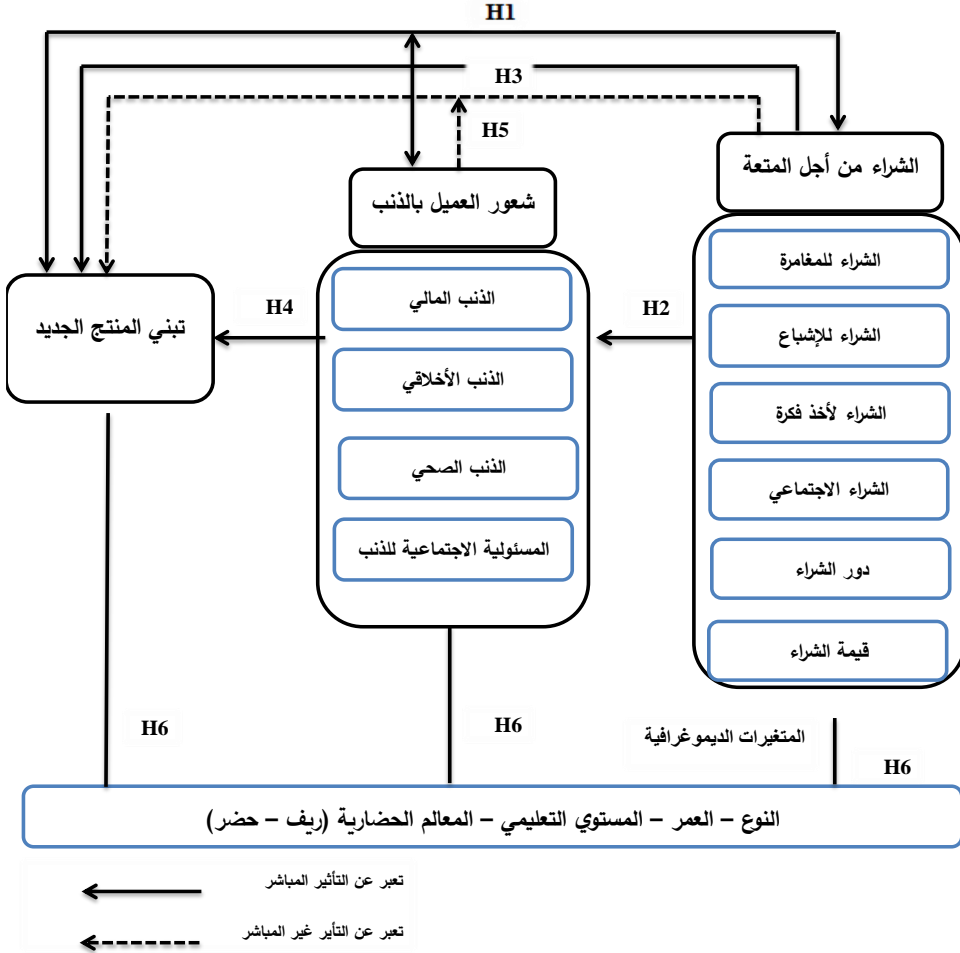 H1
H3
H5
الشراء من أجل المتعة
شعور العميل بالذنب
تبني المنتج الجديد
الشراء للمغامرة
الشراء للإشباع
الشراء لأخذ فكرة
الشراء الاجتماعي
دور الشراء
قيمة الشراء
H2
الذنب المالي
الذنب الأخلاقي
الذنب الصحي
المسئولية الاجتماعية للذنب
H4
H6
H6
المتغيرات الديموغرافية
H6
النوع – العمر – المستوي التعليمي – المعالم الحضارية (ريف – حضر)
تعبر عن التأثير المباشر
تعبر عن التأير غير المباشر